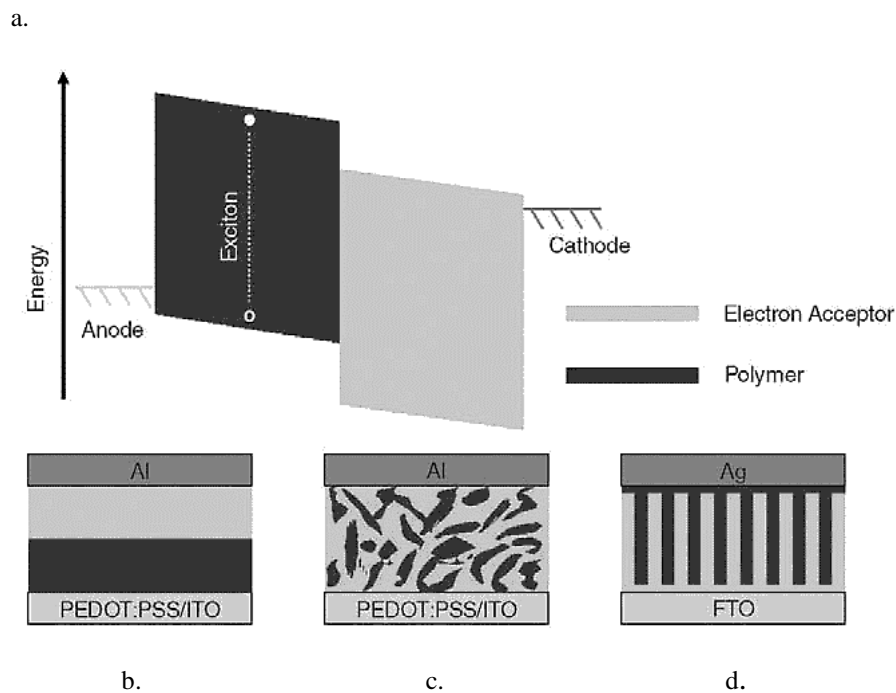 a.
Energy
Exciton
Anode
Cathode
Electron Acceptor
Polymer
Al
PEDOT:PSS/ITO
Al
PEDOT:PSS/ITO
Ag
FTO
b.
c.
d.